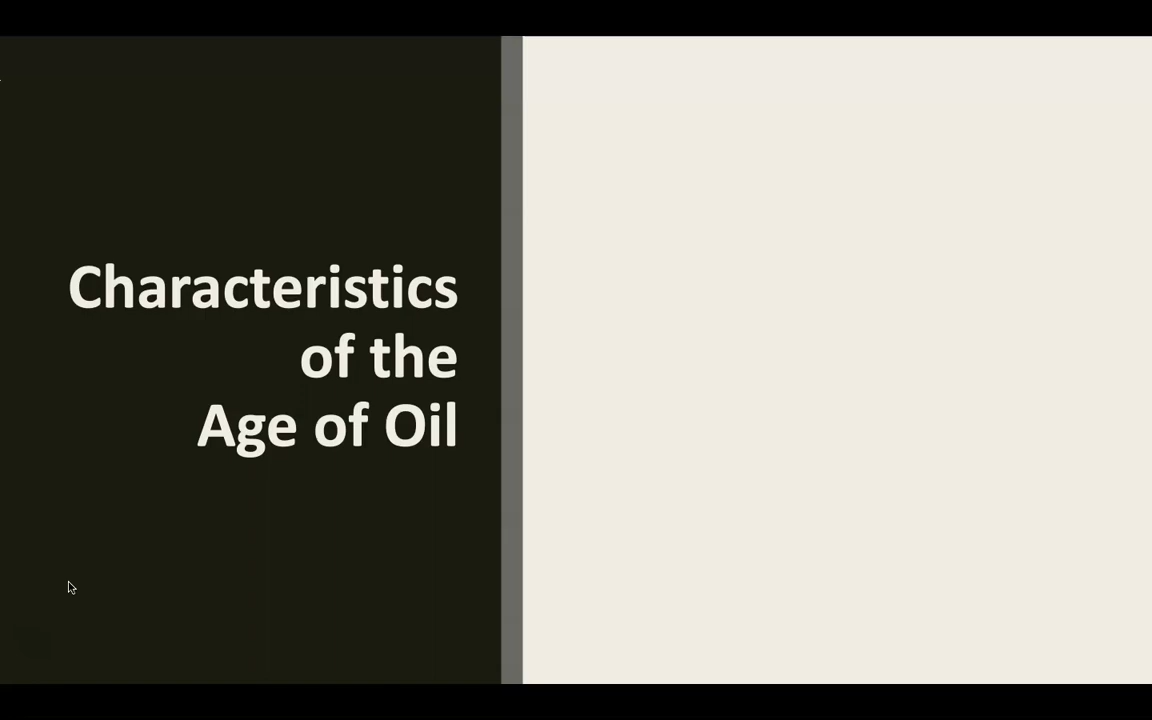 Characteristics
of the
Age of Oil